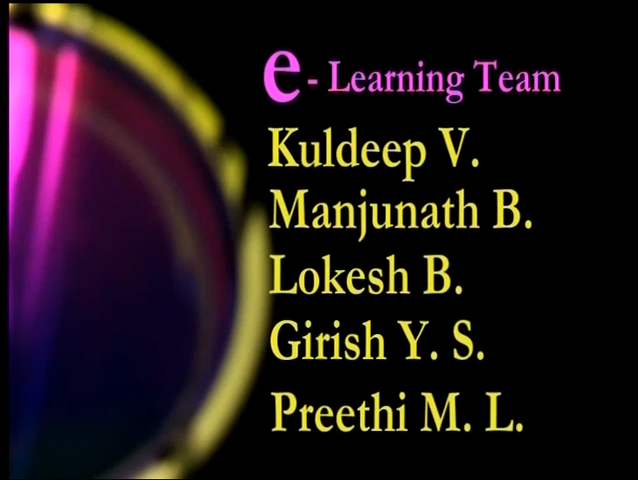 e- Learning Team
Kuldeep V.
Manjunath B.
Lokesh B.
Girish Y. S.
Preethi M. L.